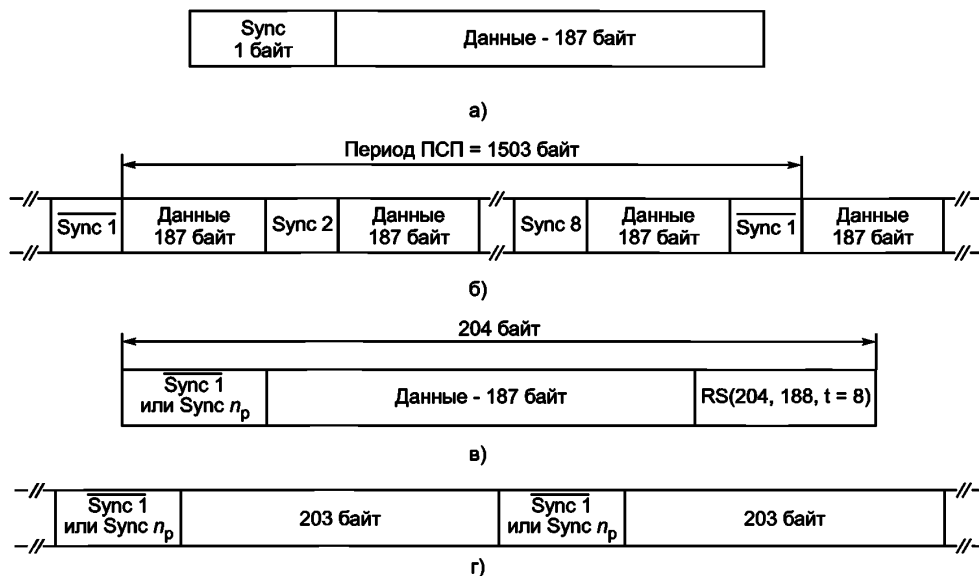 Sync
1 байт
Данные - 187 байт
а)
Период ПСП = 1503 байт
Sync 1
Данные
187 байт
Sync 2
Данные
187 байт
Sync 8
Данные
187 байт
Sync 1
Данные
187 байт
б)
204 байт
Sync 1
или Sync nр
Данные - 187 байт
RS(204, 188, t = 8)
в)
Sync 1
или Sync nр
203 байт
Sync 1
или Sync nр
203 байт
г)